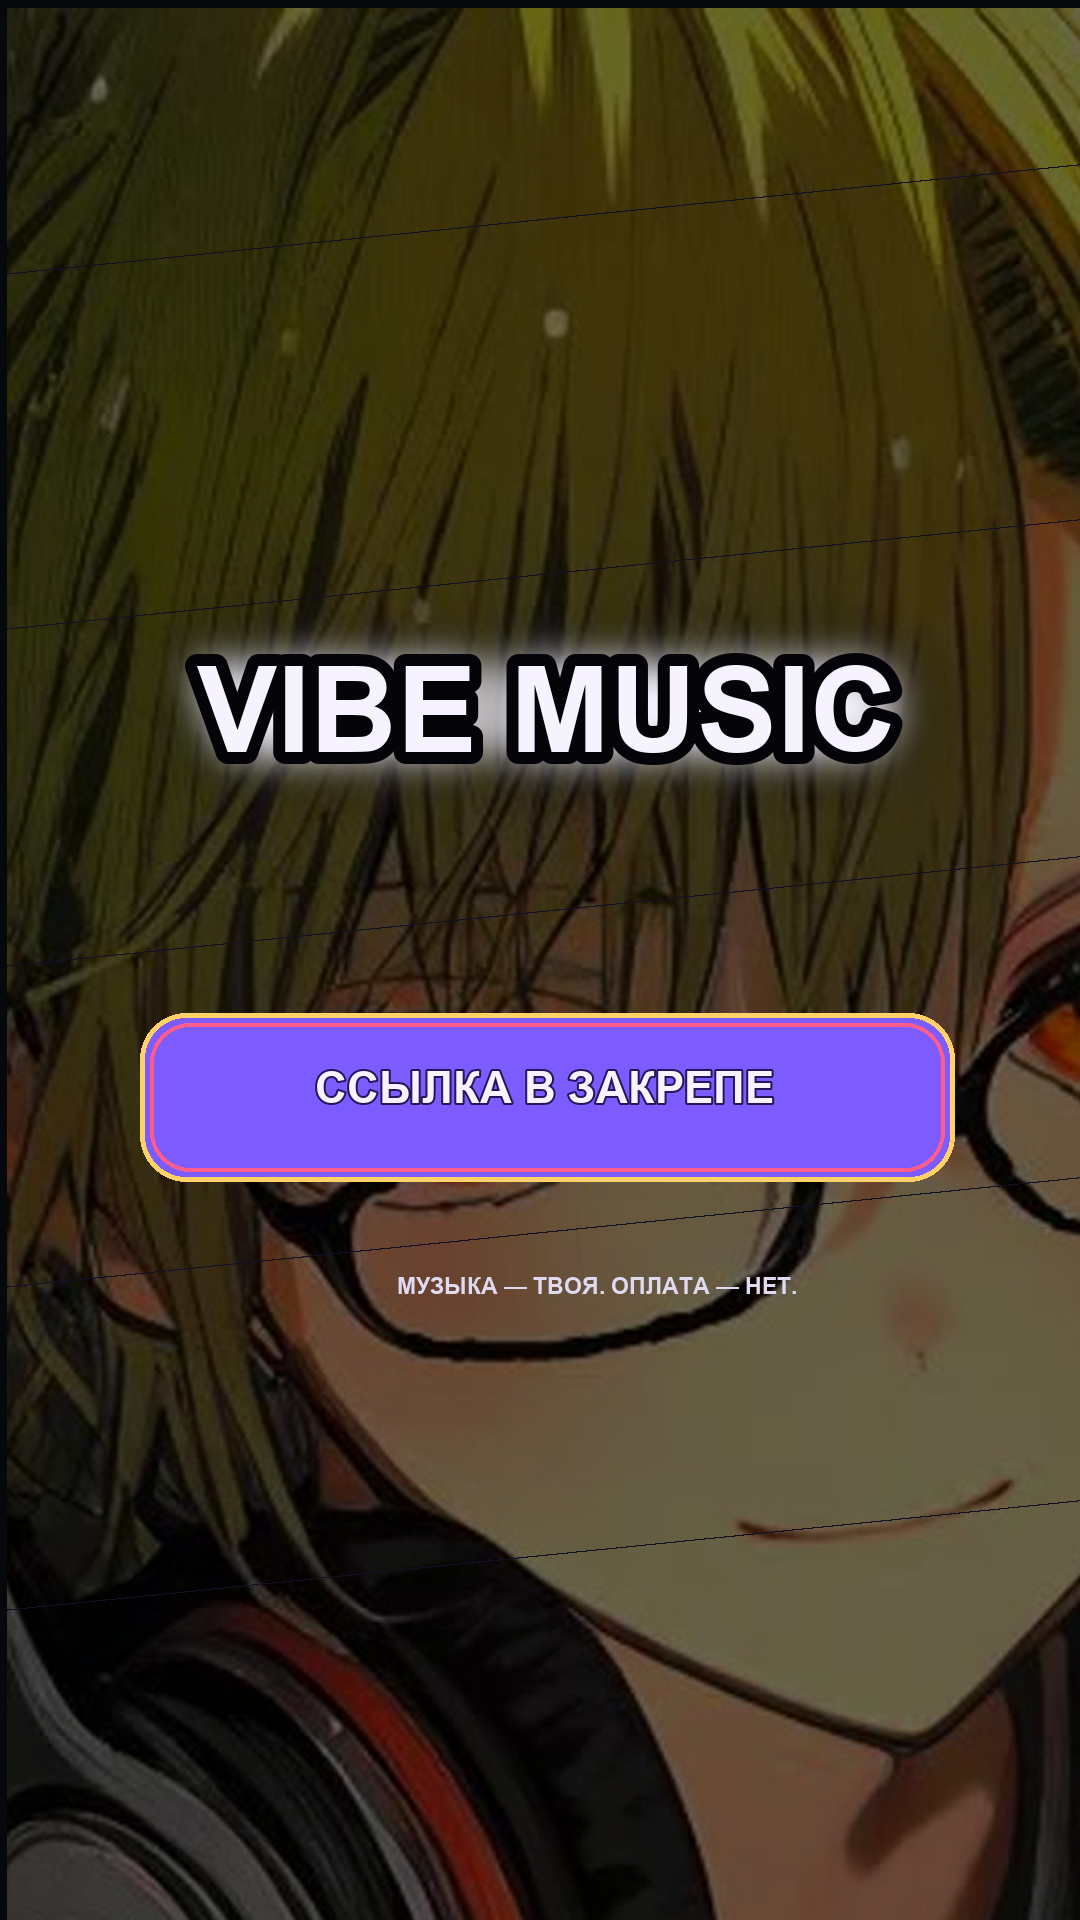 VIBE MUSIC
ССЫЛКА В ЗАКРЕПЕ
МУЗЫКА — ТВОЯ. ОПЛАТА — НЕТ.